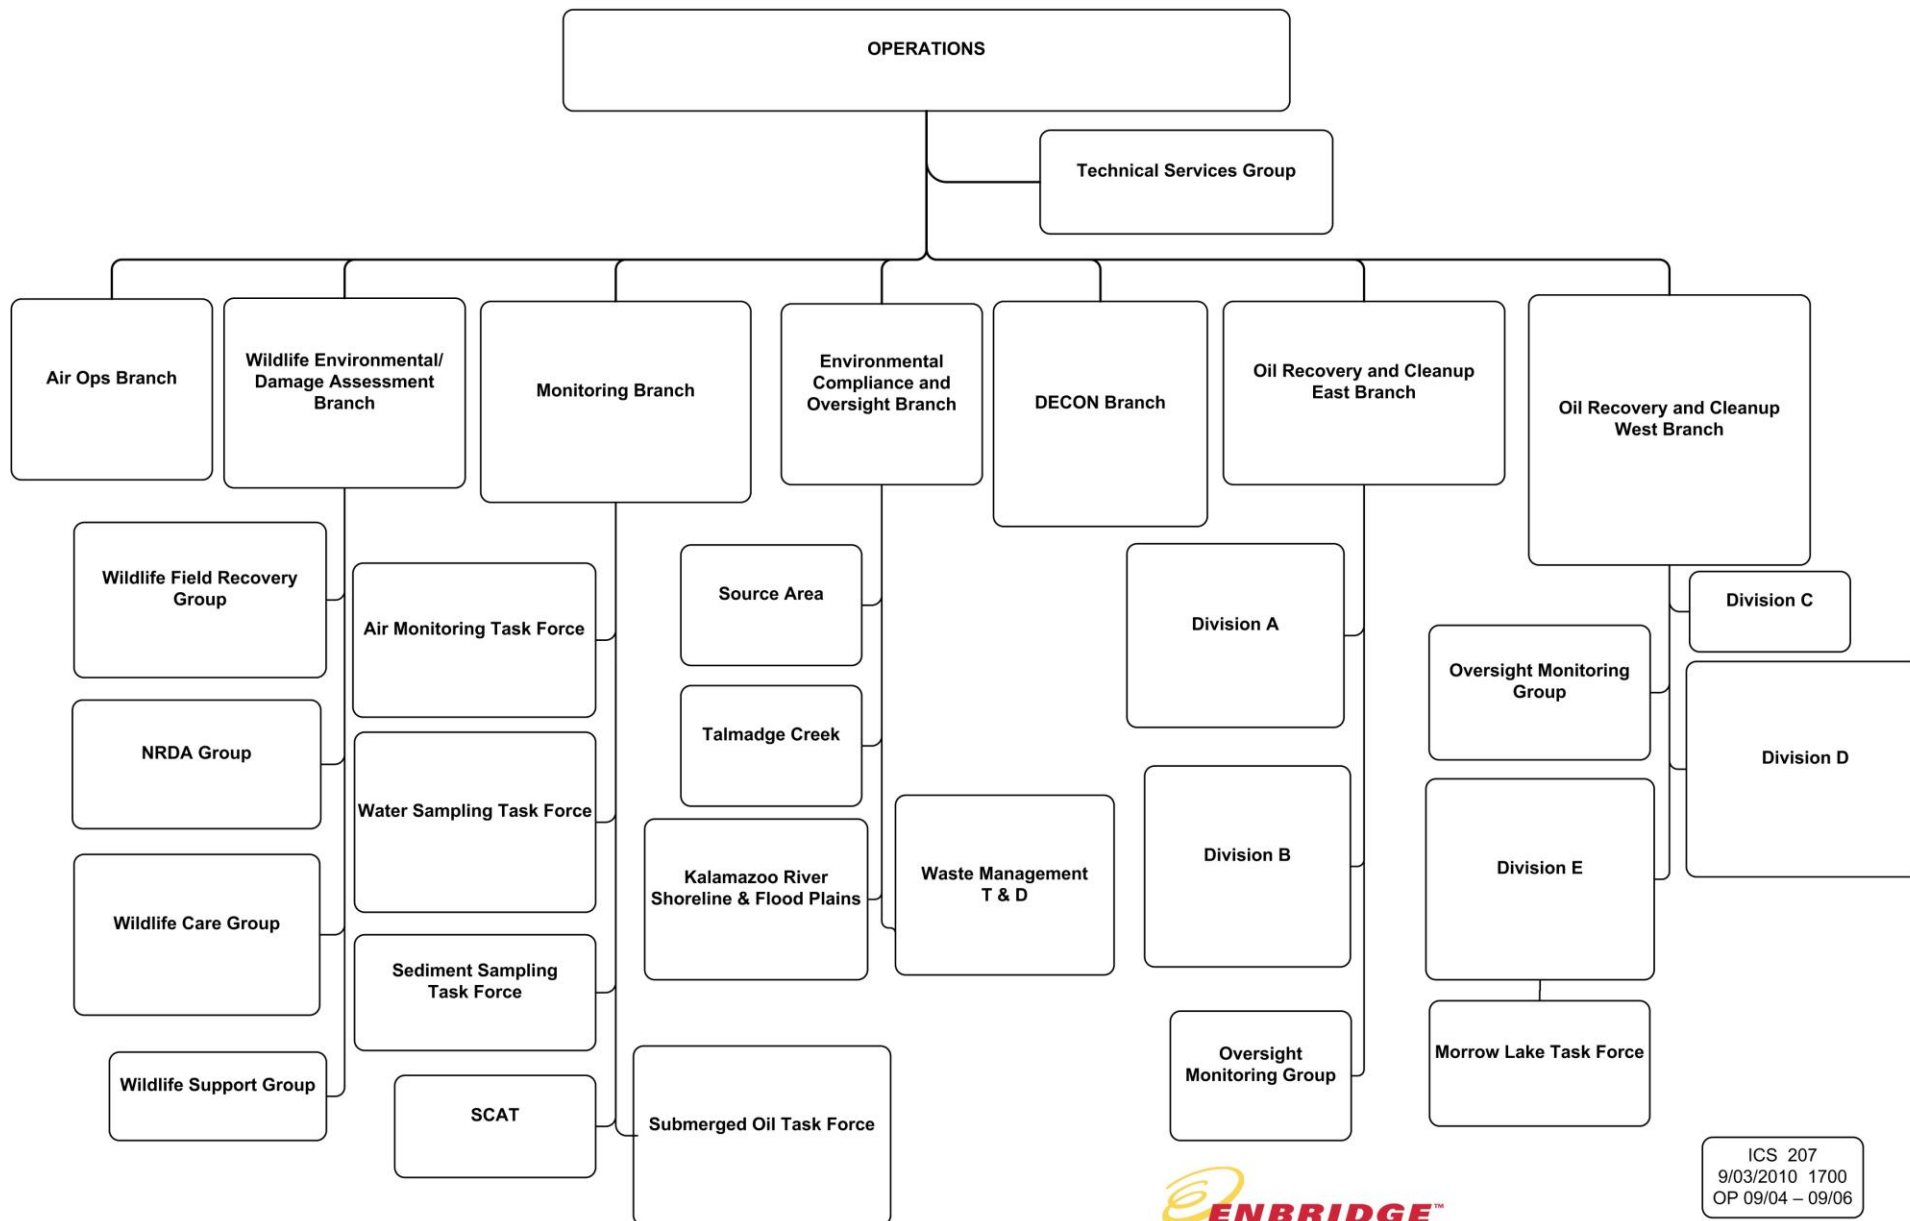 OPERATIONS
Technical Services Group
Air Ops Branch
Wildlife Environmental/
Damage Assessment
Branch
Monitoring Branch
Environmental
Compliance and
Oversight Branch
DECON Branch
Oil Recovery and Cleanup
East Branch
Oil Recovery and Cleanup
West Branch
Wildlife Field Recovery
Group
NRDA Group
Wildlife Care Group
Wildlife Support Group
Air Monitoring Task Force
Water Sampling Task Force
Sediment Sampling
Task Force
SCAT
Submerged Oil Task Force
Source Area
Talmadge Creek
Kalamazoo River
Shoreline & Flood Plains
Waste Management
T & D
Division A
Division B
Oversight
Monitoring Group
Division C
Oversight Monitoring
Group
Division D
Division E
Morrow Lake Task Force
ENBRIDGE™
ICS 207
9/03/2010 1700
OP 09/04 – 09/06